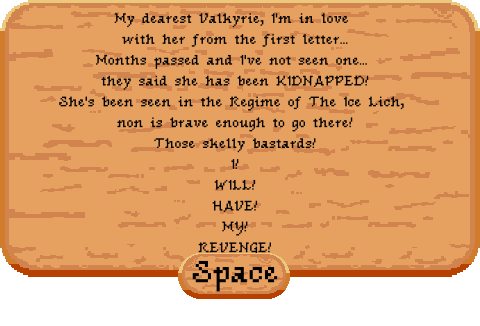 My dearest Valkyrie, I'm in love
with her from the first letter...
Months passed and I've not seen one...
they said she has been KIDNAPPED!
She's been seen in the Regime of The Ice Lich,
non is brave enough to go there!
Those skelly bastards!
I!
WILL!
HAVE!
MY!
REVENGE!
Space